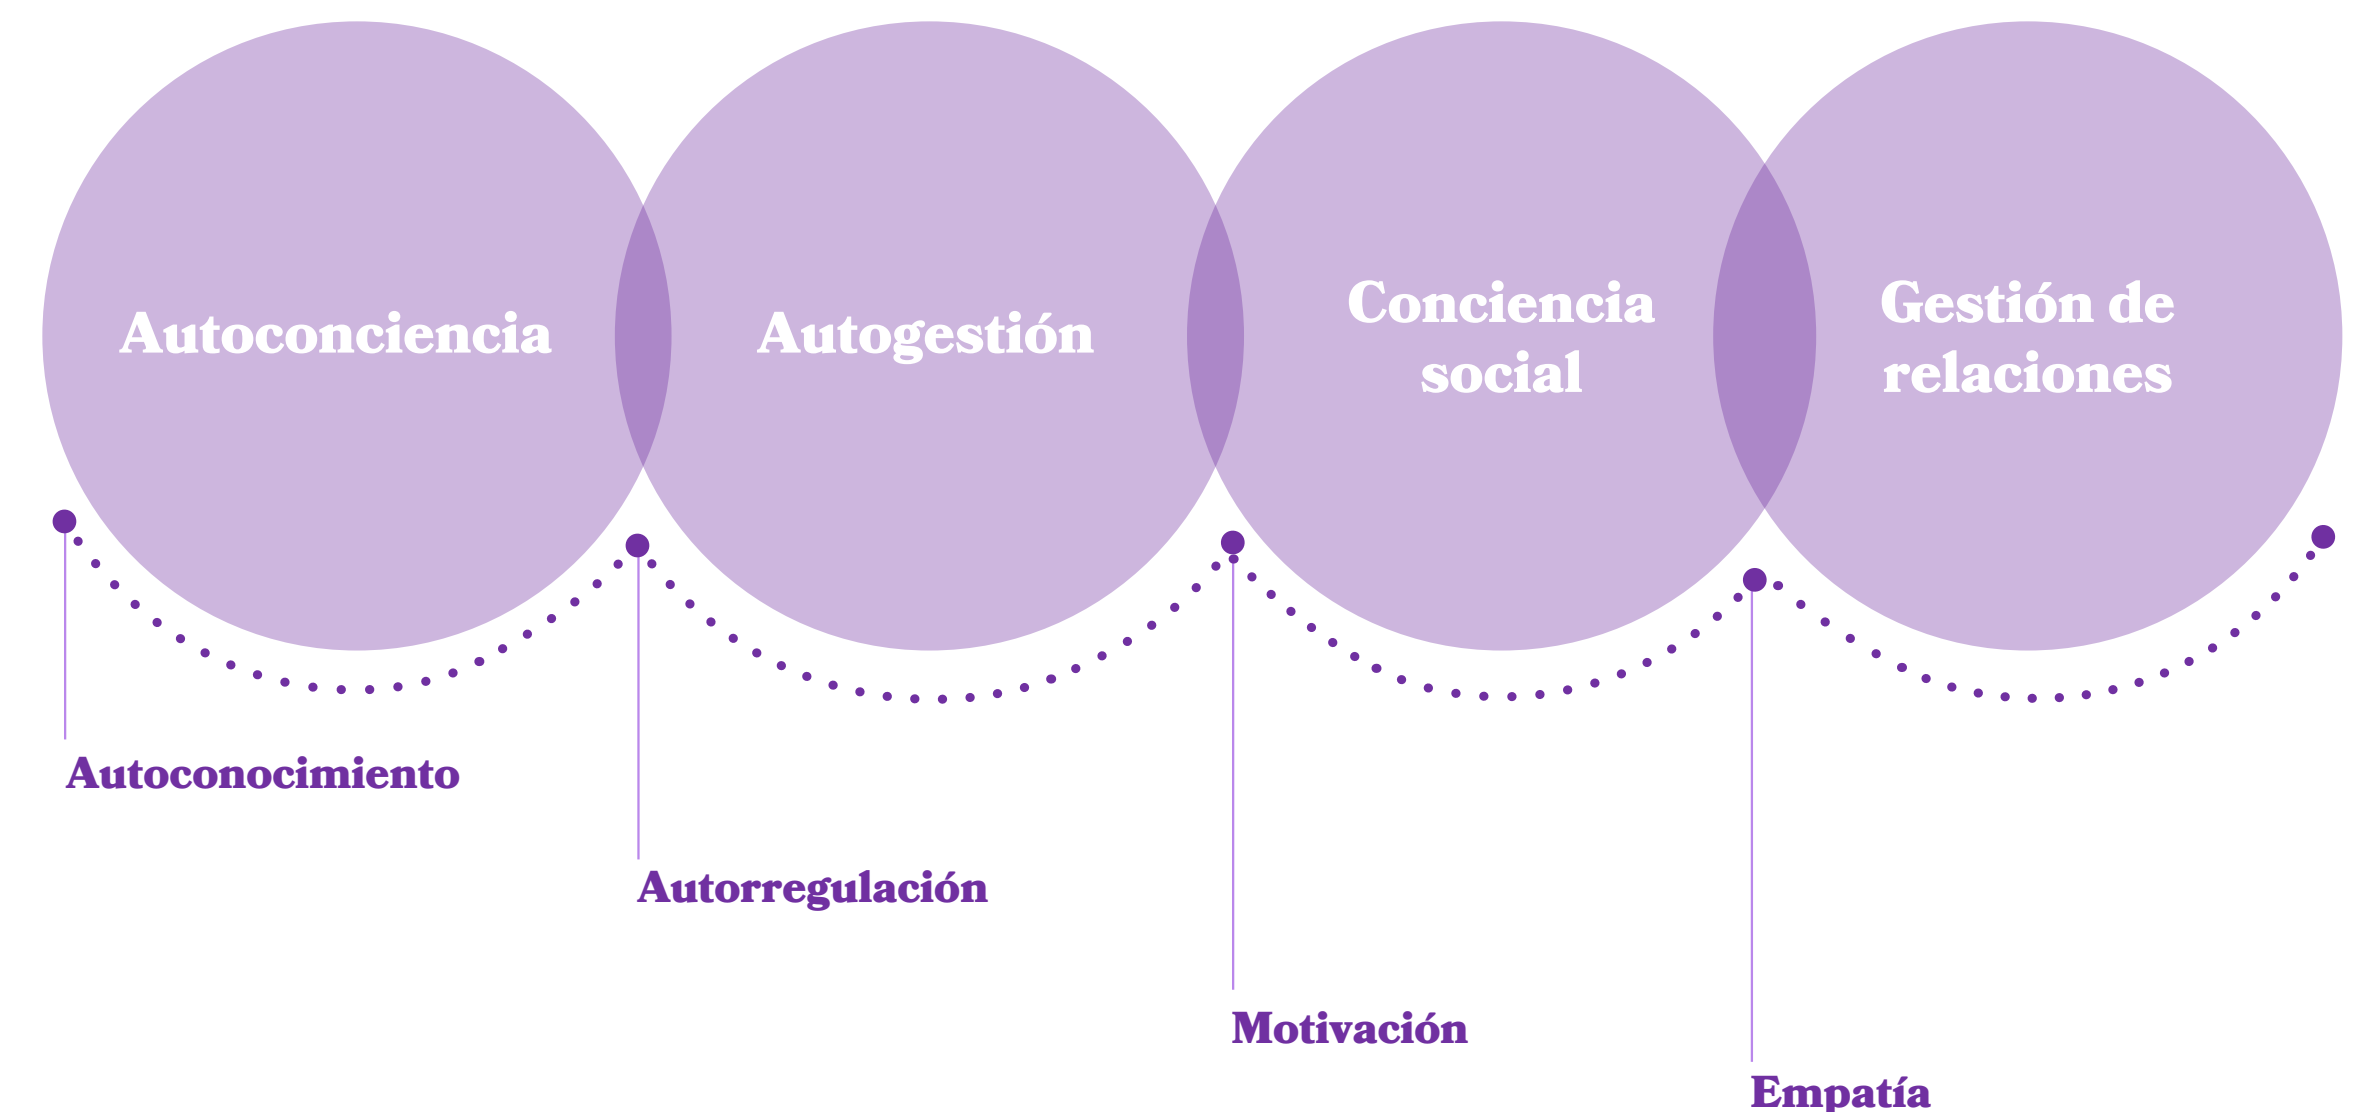 Autoconciencia
Autogestión
Conciencia
social
Gestión de
relaciones
Autoconocimiento
Autorregulación
Motivación
Empatía